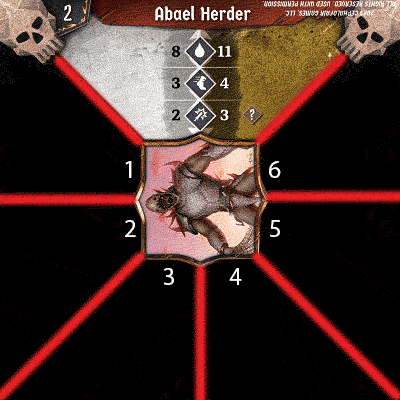 Abael Herder
2
2023 CEPHALOFAIR GAMES, LLC.
ALL RIGHTS RESERVED. USED WITH PERMISSION.
8 11
3 4
2 3 ?
1 6
2 5
3 4